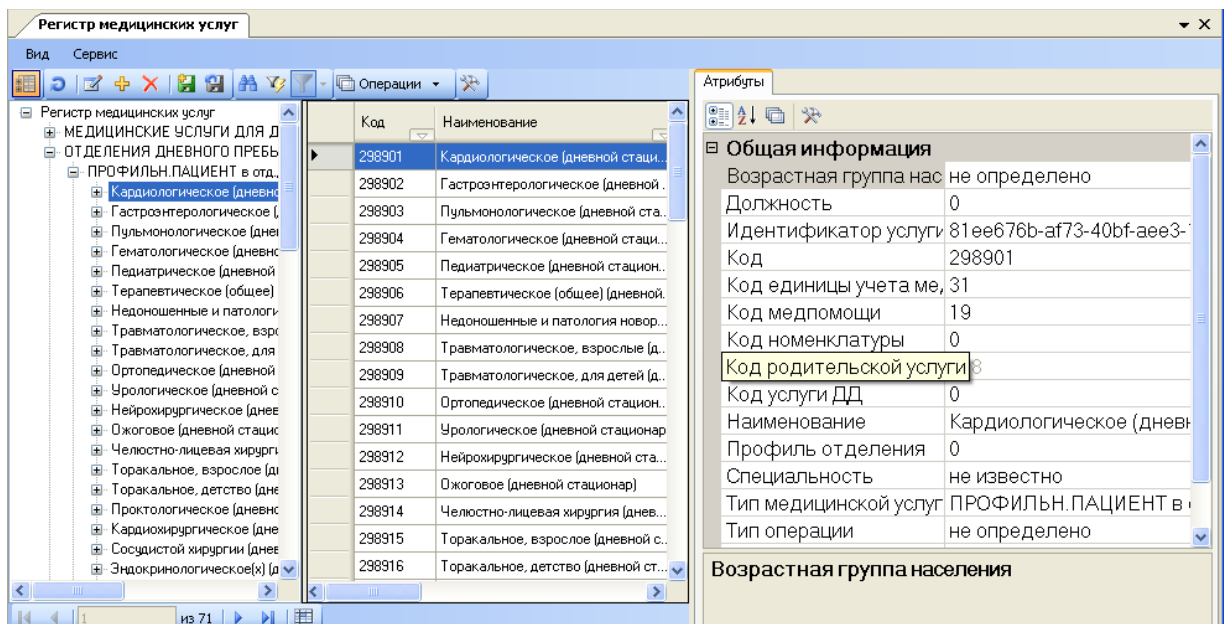 Регистр медицинских услуг
Вид Сервис
Операции
Регистр медицинских услуг
МЕДИЦИНСКИЕ УСЛУГИ ДЛЯ Д
ОТДЕЛЕНИЯ ДНЕВНОГО ПРЕБЬ
ПРОФИЛЬН.ПАЦИЕНТ в отд.,
Кардиологическое (дневно
Гастроэнтерологическое (,
Пульмонологическое (дне
Гематологическое (дневно
Педиатрическое (дневной
Терапевтическое (общее)
Недоношенные и патологи
Травматологическое, взро
Травматологическое, для
Ортопедическое (дневной
Урологическое (дневной с
Нейрохирургическое (днев
Ожоговое (дневной стацио
Челюстно-лицевая хирурги
Торакальное, взрослое (д
Торакальное, детство (дне
Проктологическое (дневно
Кардиохирургическое (дне
Сосудистой хирургии (днев
Эндокринологическое(х) (д
1 из 71
Код Наименование
298901 Кардиологическое (дневной стаци...
298902 Гастроэнтерологическое (дневной .
298903 Пульмонологическое (дневной ста..
298904 Гематологическое (дневной стаци...
298905 Педиатрическое (дневной стацион..
298906 Терапевтическое (общее) (дневной.
298907 Недоношенные и патология новор...
298908 Травматологическое, взрослые (д..
298909 Травматологическое, для детей (д..
298910 Ортопедическое (дневной стацион..
298911 Урологическое (дневной стационар
298912 Нейрохирургическое (дневной ста...
298913 Ожоговое (дневной стационар)
298914 Челюстно-лицевая хирургия (днев...
298915 Торакальное, взрослое (дневной с..
298916 Торакальное, детство (дневной ст...
Атрибуты
Общая информация
Возрастная группа нас не определено
Должность 0
Идентификатор услуги 81ee676b-af73-40bf-aee3-
Код 298901
Код единицы учета ме, 31
Код медпомощи 19
Код номенклатуры 0
Код родительской услуги 8
Код услуги ДД 0
Наименование Кардиологическое (днев
Профиль отделения 0
Специальность не известно
Тип медицинской услуг ПРОФИЛЬН.ПАЦИЕНТ в
Тип операции не определено
Возрастная группа населения